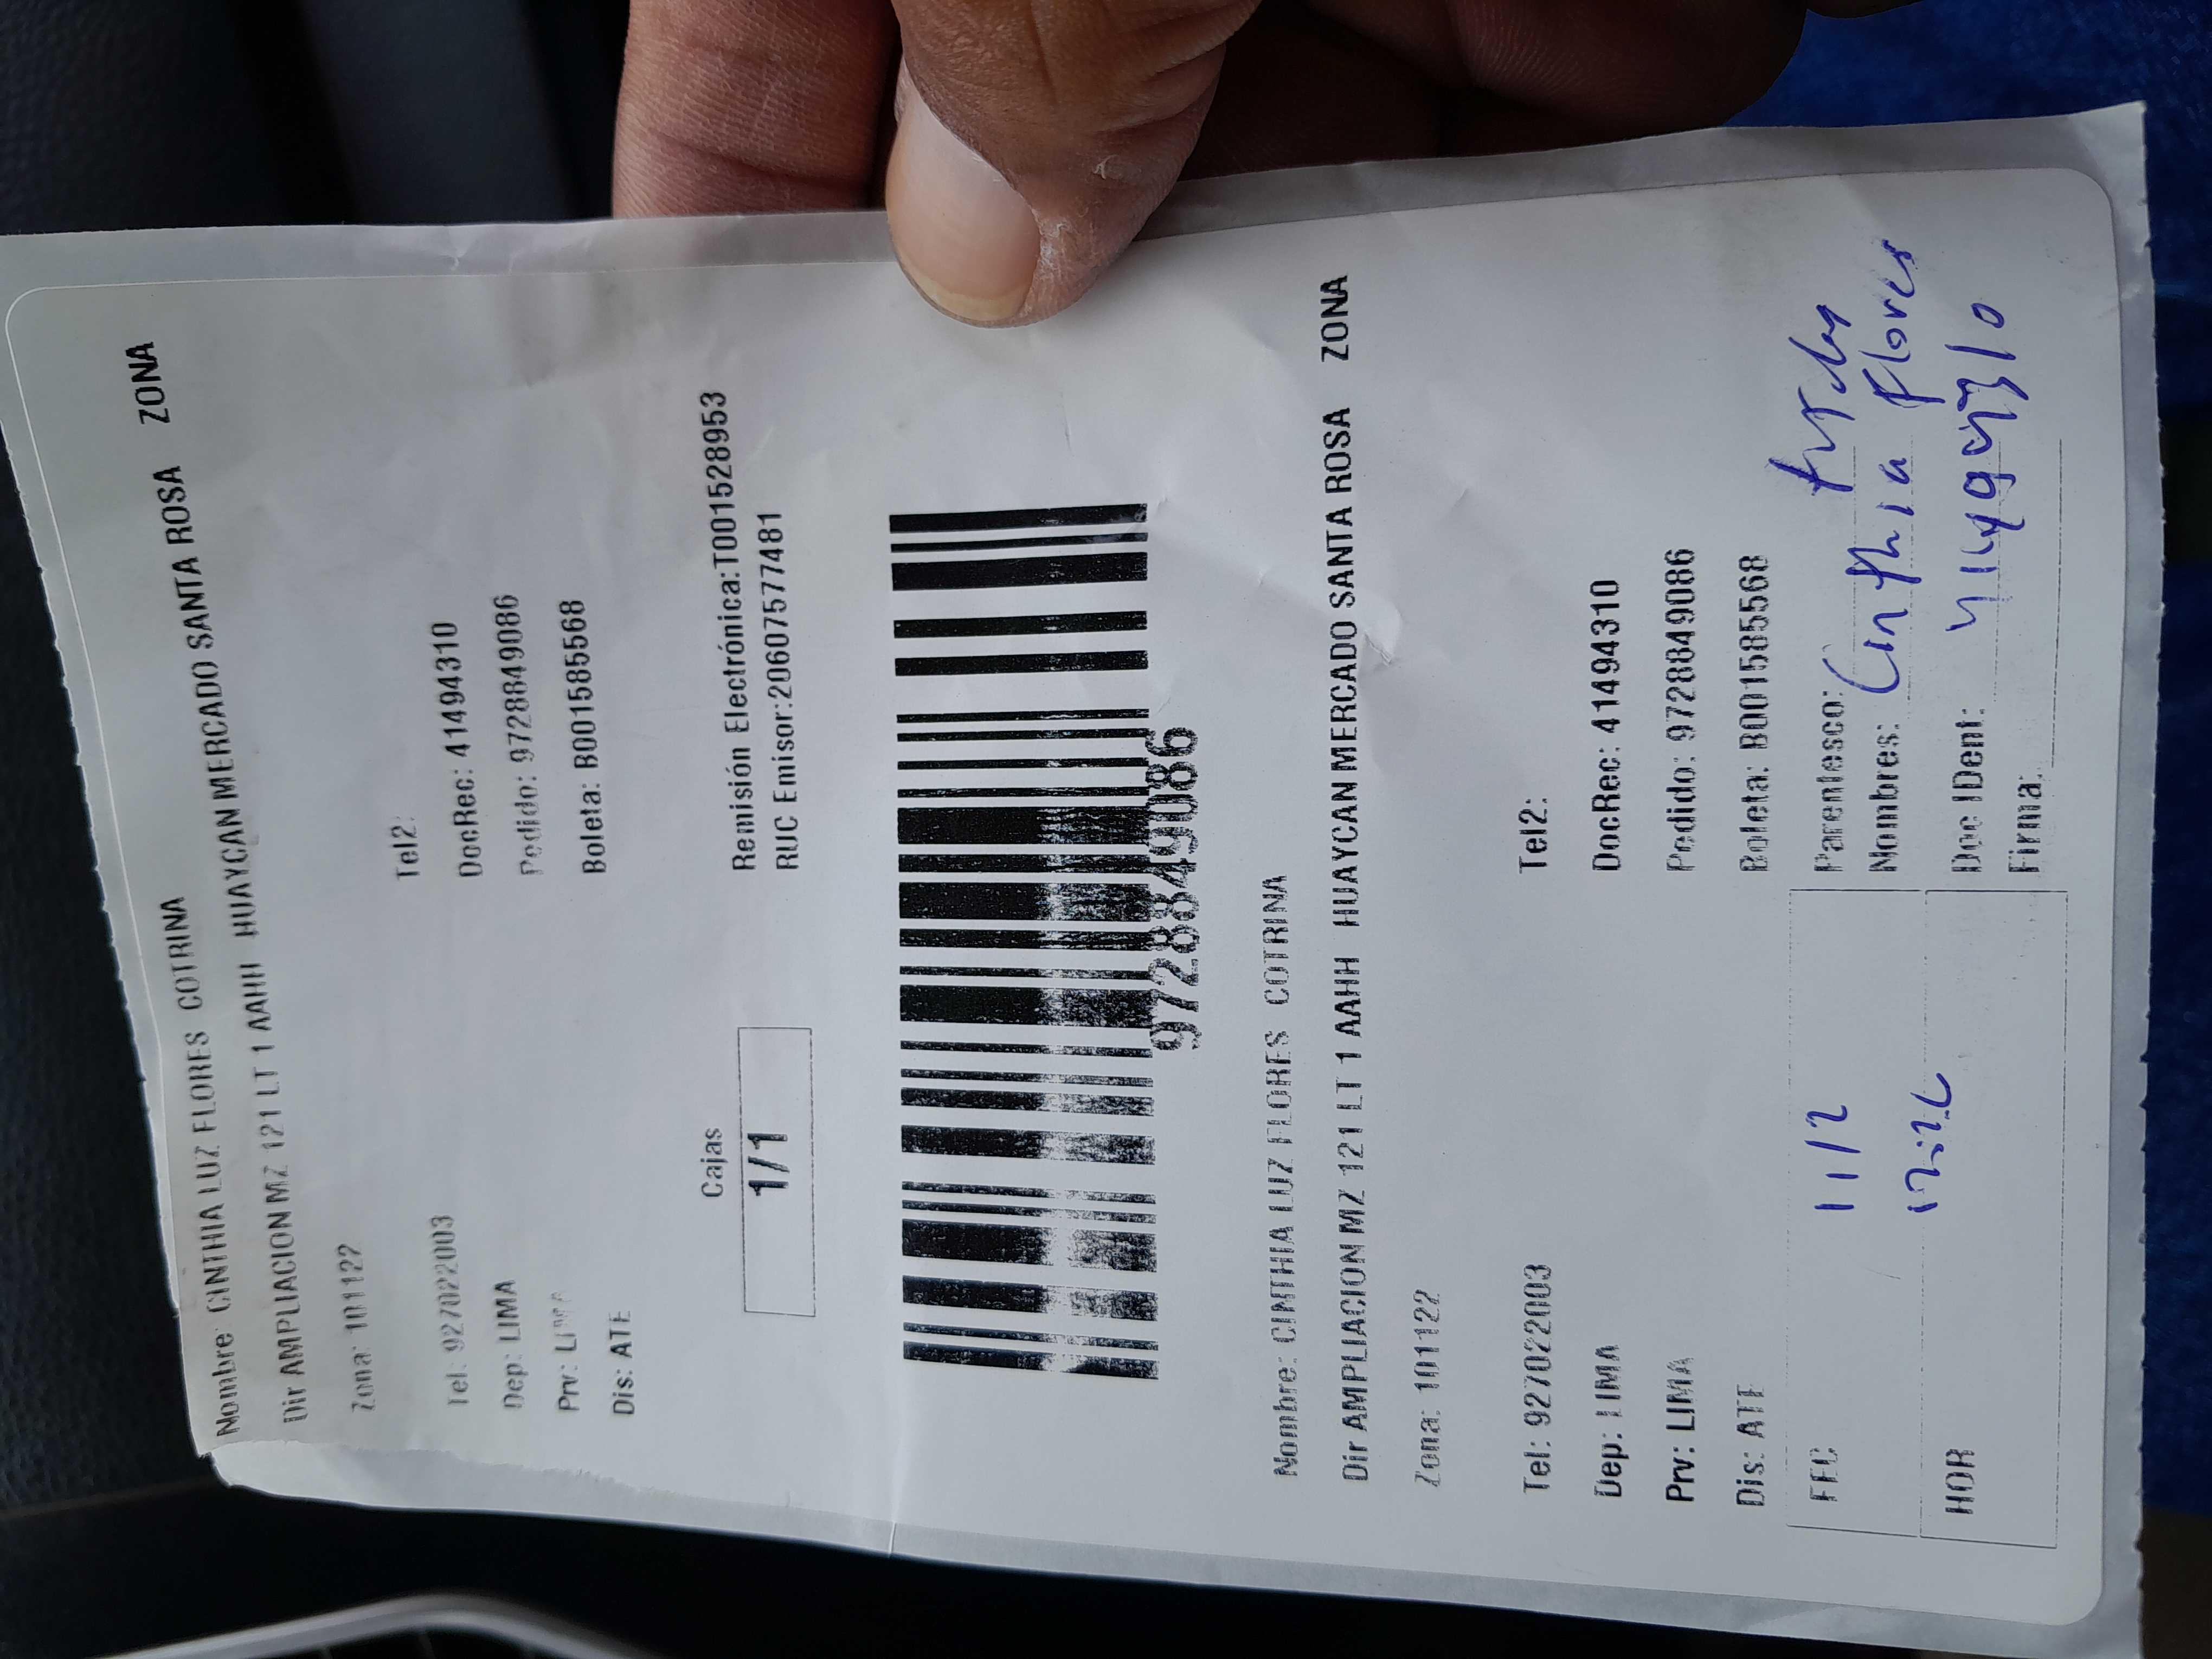 Nombre: CINTHIA LUZ FLORES COTRINA
Dir AMPLIACION MZ 121 LT 1 AAHH HUAYCAN MERCADO SANTA ROSA ZONA
Zona: 101122
Tel: 927022003 Tel2:
Dep: LIMA DocRec: 41494310
Prv: LIMA Pedido: 972884908​6
Dis: ATE Boleta: B001585568
Cajas
1/1
Remisión Electrónica:T001528953
RUC Emisor:20607577481
9728849086
Nombre: CINTHIA LUZ FLORES COTRINA
Dir AMPLIACION MZ 121 LT 1 AAHH HUAYCAN MERCADO SANTA ROSA ZONA
Zona: 101122
Tel: 927022003 Tel2:
Dep: LIMA DocRec: 41494310
Prv: LIMA Pedido: 9728849086
Dis: ATE Boleta: B001585568
FEC 11/2 Parentesco:
Nombres: Cinthia Flores
HOR Doc IDent: 41494310
Firma: